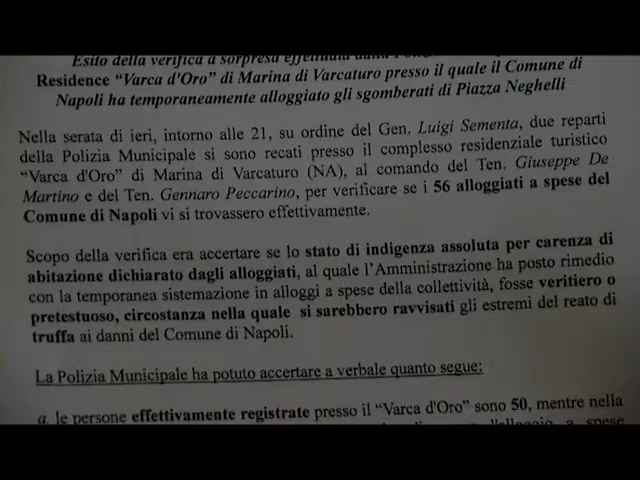 Esito della verifica a sorpresa effettuata dalla
Residence “Varca d'Oro” di Marina di Varcaturo presso il quale il Comune di
Napoli ha temporaneamente alloggiato gli sgomberati di Piazza Neghelli
Nella serata di ieri, intorno alle 21, su ordine del Gen. Luigi Sementa, due reparti
della Polizia Municipale si sono recati presso il complesso residenziale turistico
“Varca d'Oro” di Marina di Varcaturo (NA), al comando del Ten. Giuseppe De
Martino e del Ten. Gennaro Peccarino, per verificare se i 56 alloggiati a spese del
Comune di Napoli vi si trovassero effettivamente.
Scopo della verifica era accertare se lo stato di indigenza assoluta per carenza di
abitazione dichiarato dagli alloggiati, al quale l’Amministrazione ha posto rimedio
con la temporanea sistemazione in alloggi a spese della collettività, fosse veritiero o
pretestuoso, circostanza nella quale si sarebbero ravvisati gli estremi del reato di
truffa ai danni del Comune di Napoli.
La Polizia Municipale ha potuto accertare a verbale quanto segue:
a. le persone effettivamente registrate presso il “Varca d'Oro” sono 50, mentre nella
l'alloggio a spese